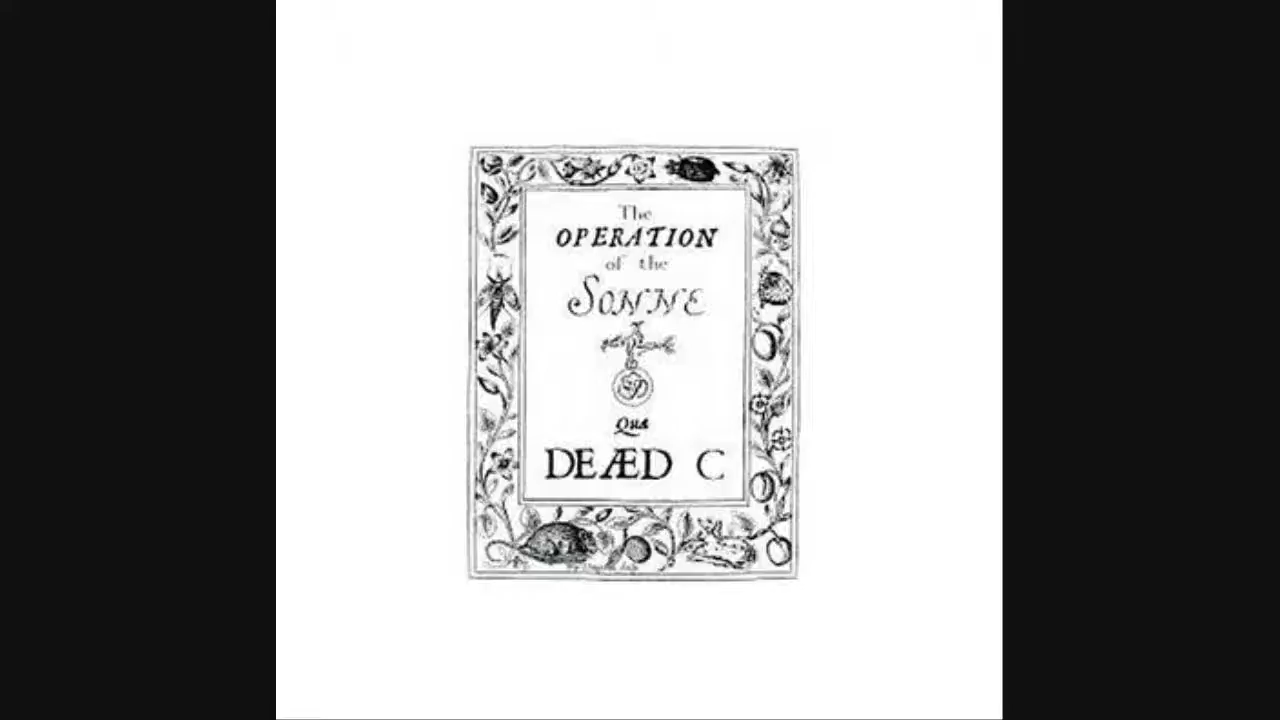 The
OPERATION
of the
SONNE
Qua
DEÆD C